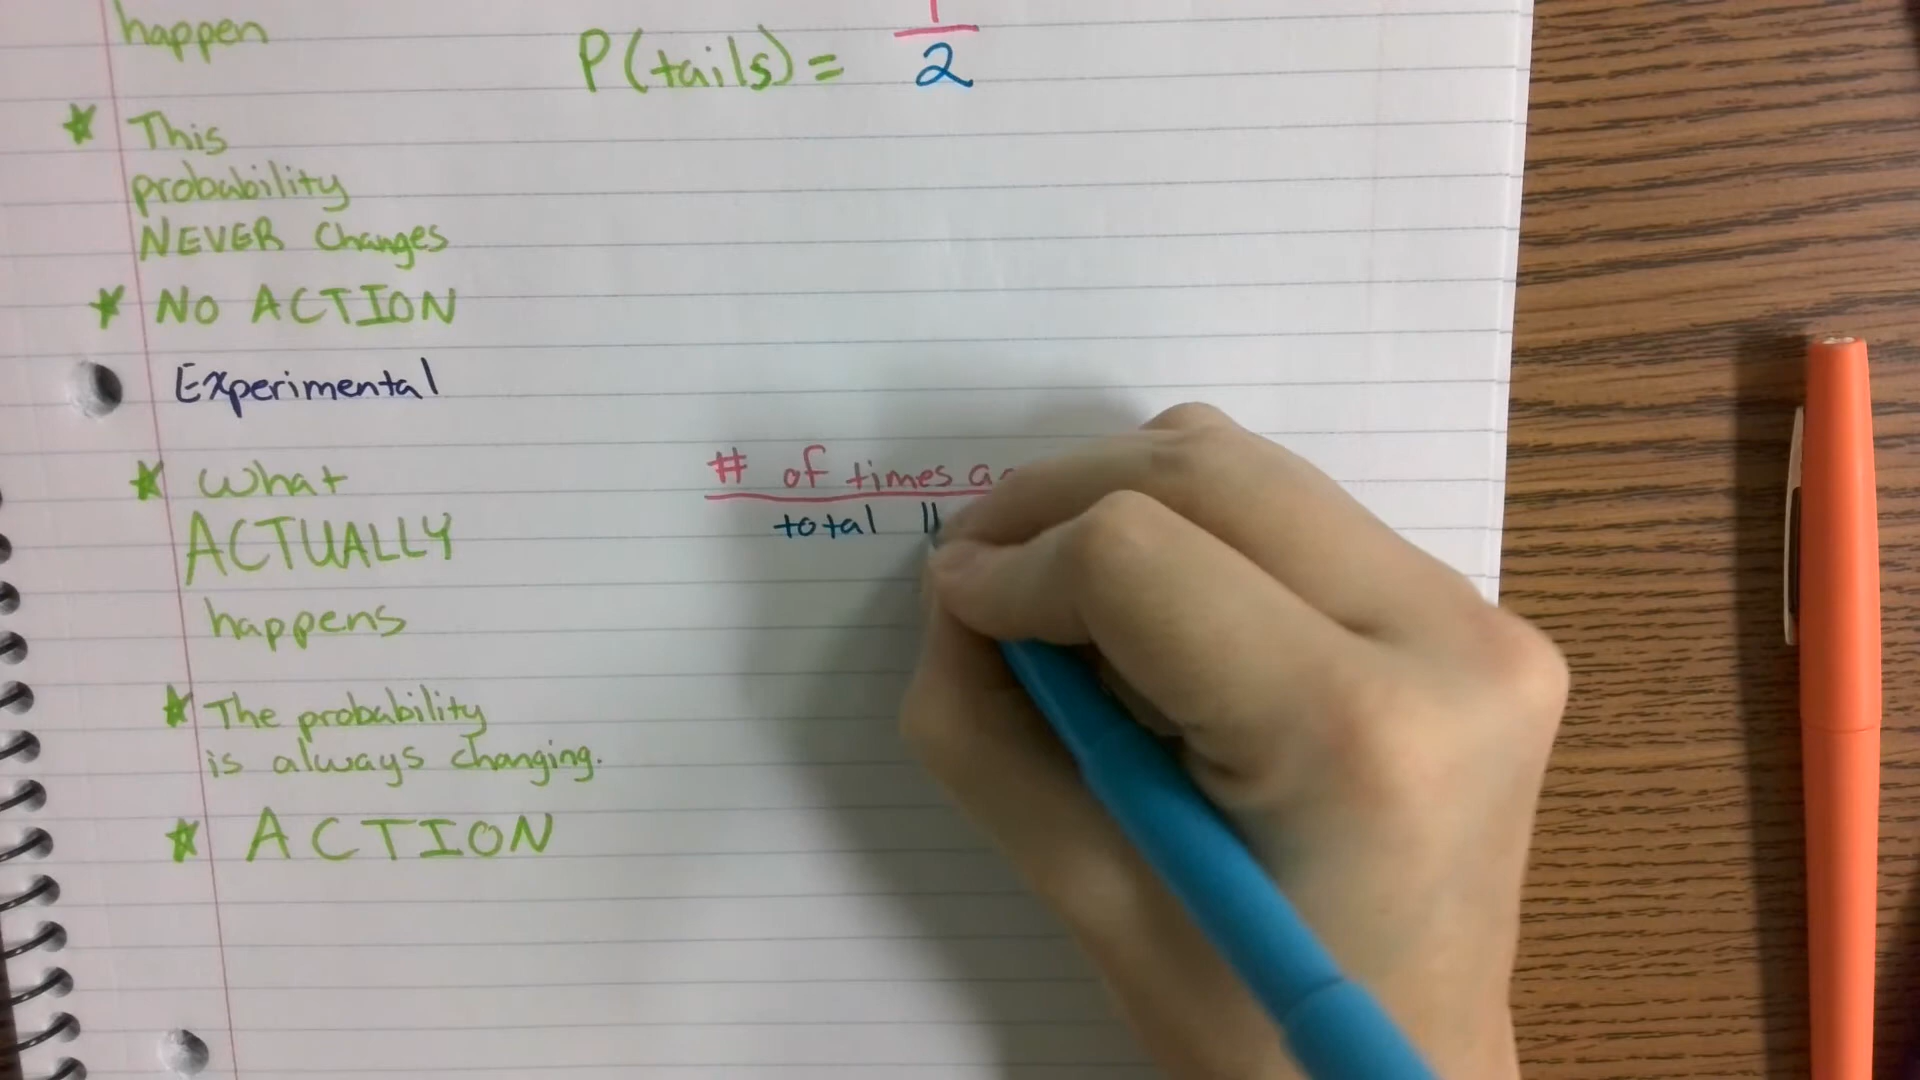 happen
P(tails) = 1/2
★ This
probability
NEVER Changes
★ NO ACTION
Experimental
★ What
ACTUALLY
happens
# of times
total
★ The probability
is always changing.
★ ACTION